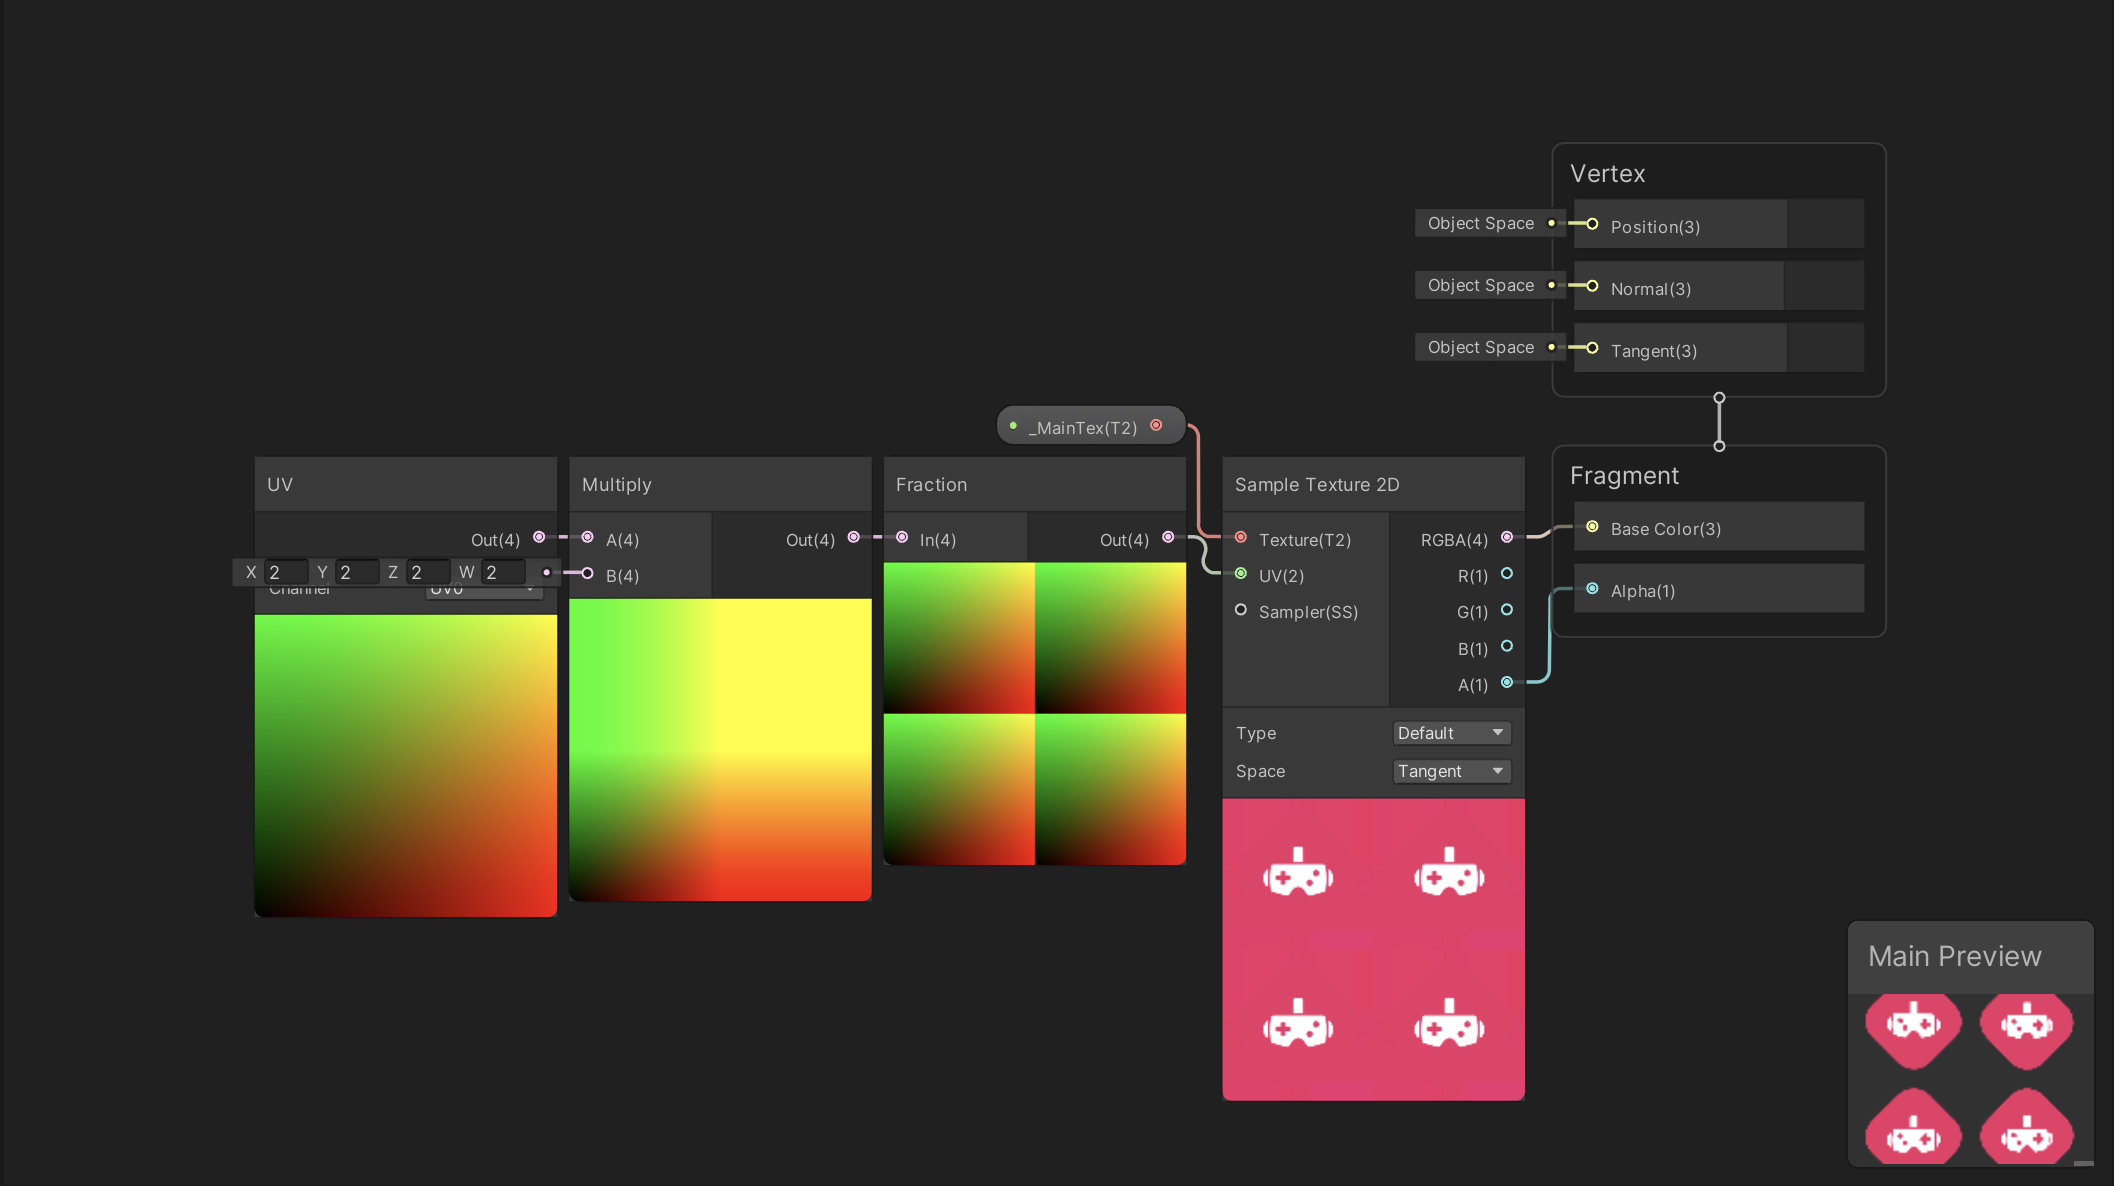 Vertex
Object Space Position(3)
Object Space Normal(3)
Object Space Tangent(3)
_MainTex(T2)
UV
Out(4)
X 2 Y 2 Z 2 W 2
Channel UV0
Multiply
A(4) Out(4)
B(4)
Fraction
In(4) Out(4)
Sample Texture 2D
Texture(T2) RGBA(4)
UV(2) R(1)
Sampler(SS) G(1)
B(1)
A(1)
Type Default
Space Tangent
Fragment
Base Color(3)
Alpha(1)
Main Preview